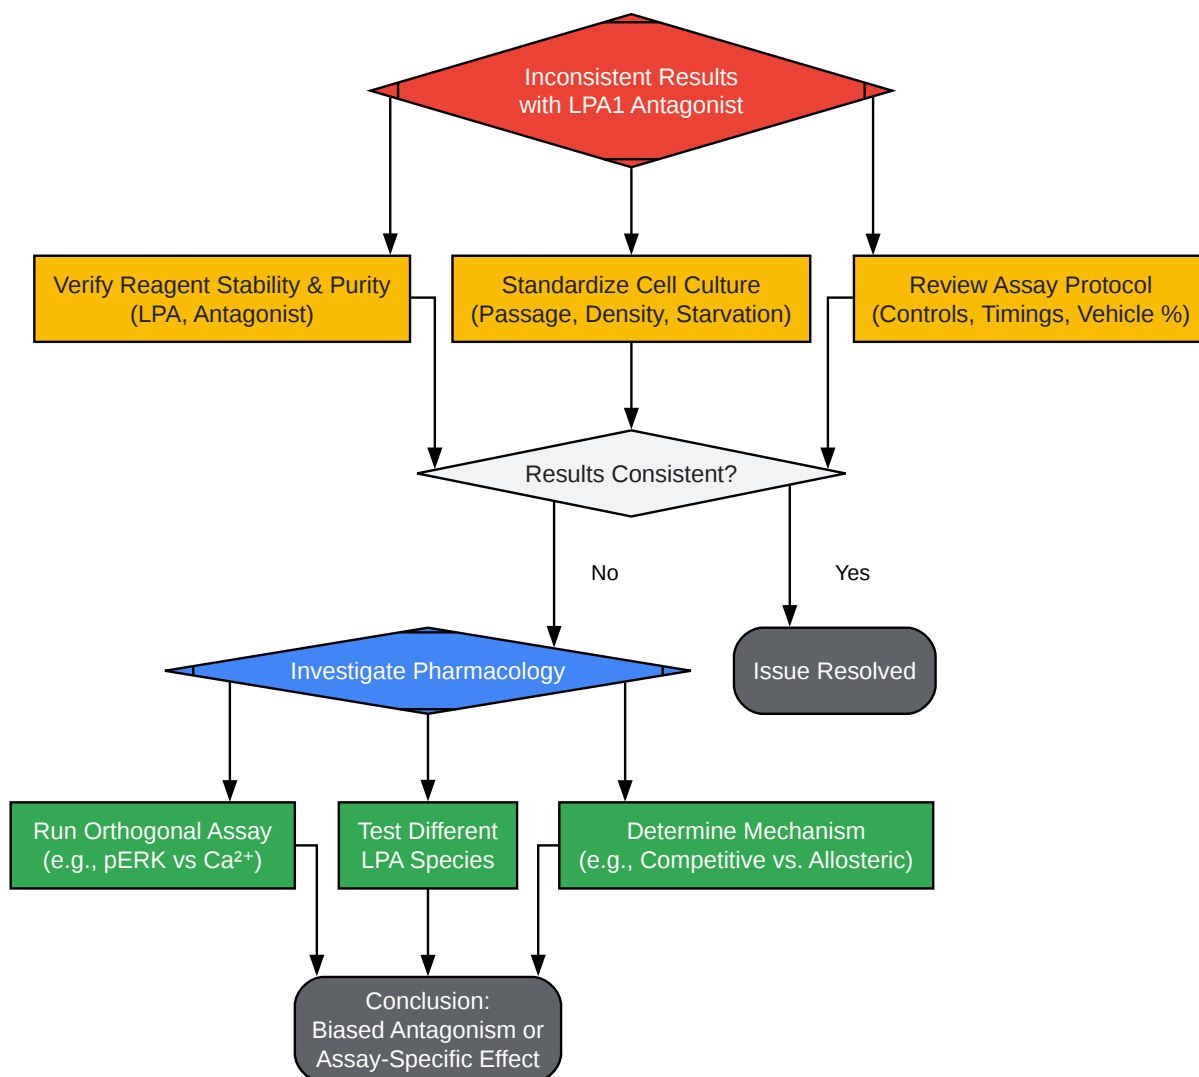 Inconsistent Results
with LPA1 Antagonist
Verify Reagent Stability & Purity
(LPA, Antagonist)
Standardize Cell Culture
(Passage, Density, Starvation)
Review Assay Protocol
(Controls, Timings, Vehicle %)
Results Consistent?
No
Yes
Investigate Pharmacology
Issue Resolved
Run Orthogonal Assay
(e.g., pERK vs Ca²⁺)
Test Different
LPA Species
Determine Mechanism
(e.g., Competitive vs. Allosteric)
Conclusion:
Biased Antagonism or
Assay-Specific Effect